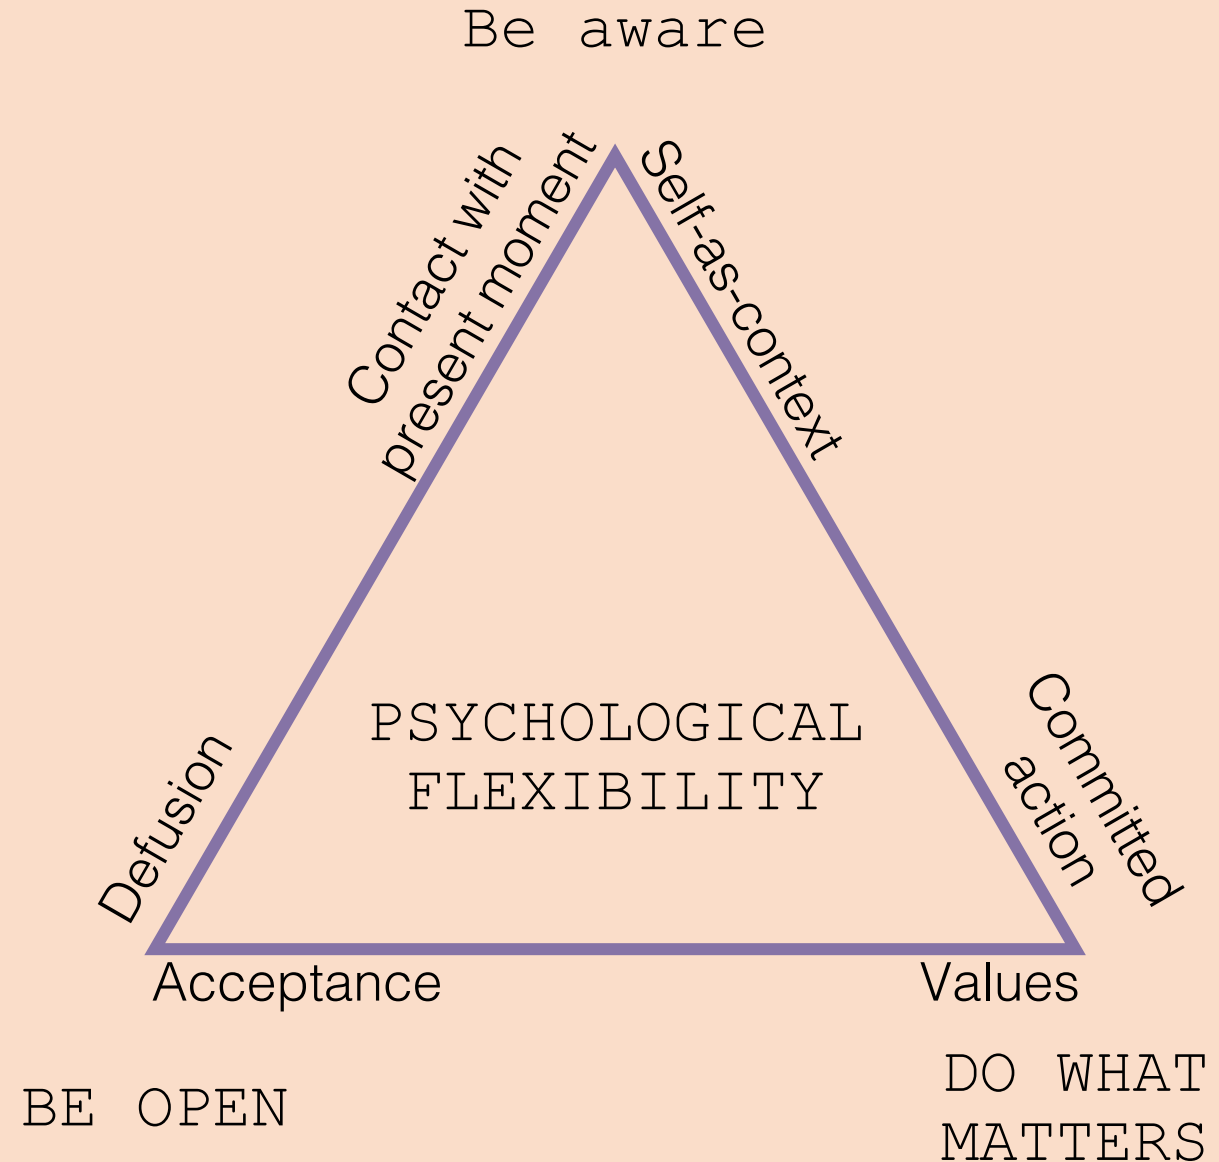 Be aware
Contact with
present moment
Self-as-context
PSYCHOLOGICAL
FLEXIBILITY
Defusion
Committed
action
Acceptance
Values
BE OPEN
DO WHAT
MATTERS